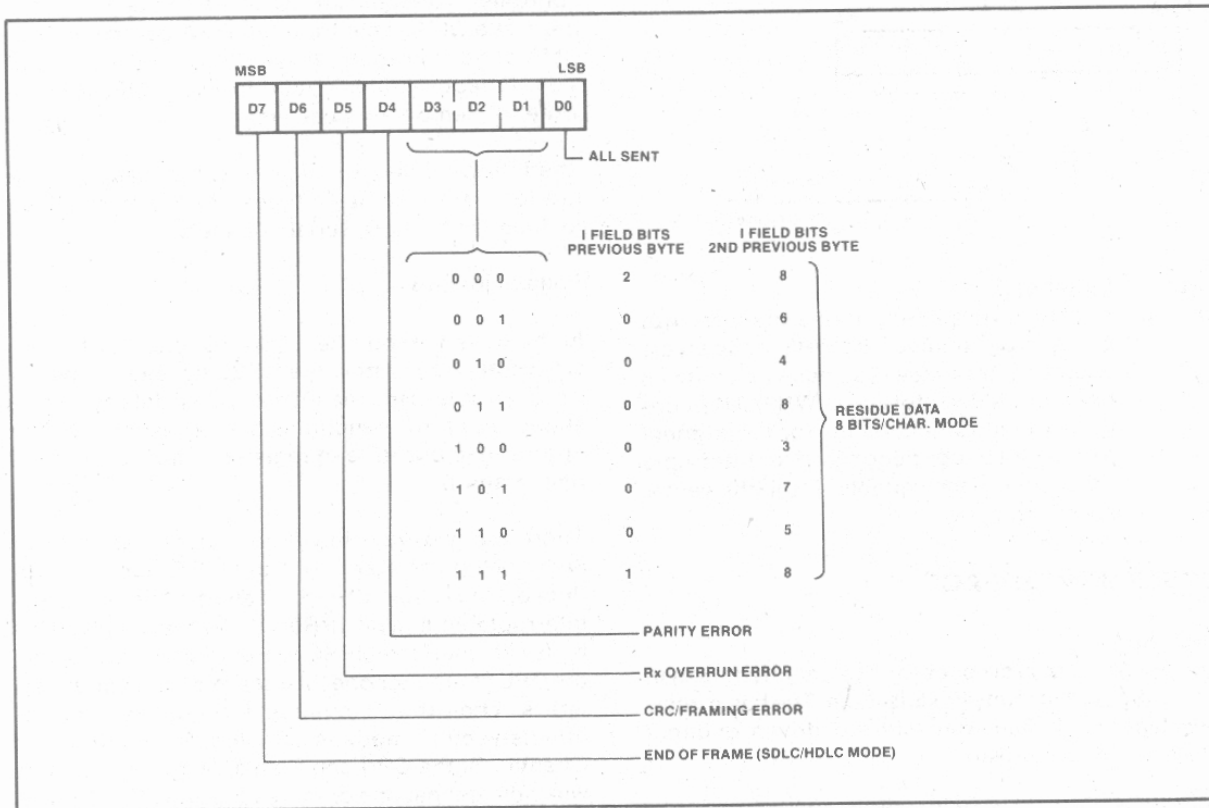 MSB LSB
D7 D6 D5 D4 D3 D2 D1 D0
ALL SENT
I FIELD BITS
PREVIOUS BYTE
I FIELD BITS
2ND PREVIOUS BYTE
0 0 0 2 8
0 0 1 0 6
0 1 0 0 4
0 1 1 0 8
1 0 0 0 3
1 0 1 0 7
1 1 0 0 5
1 1 1 1 8
RESIDUE DATA
8 BITS/CHAR. MODE
PARITY ERROR
Rx OVERRUN ERROR
CRC/FRAMING ERROR
END OF FRAME (SDLC/HDLC MODE)